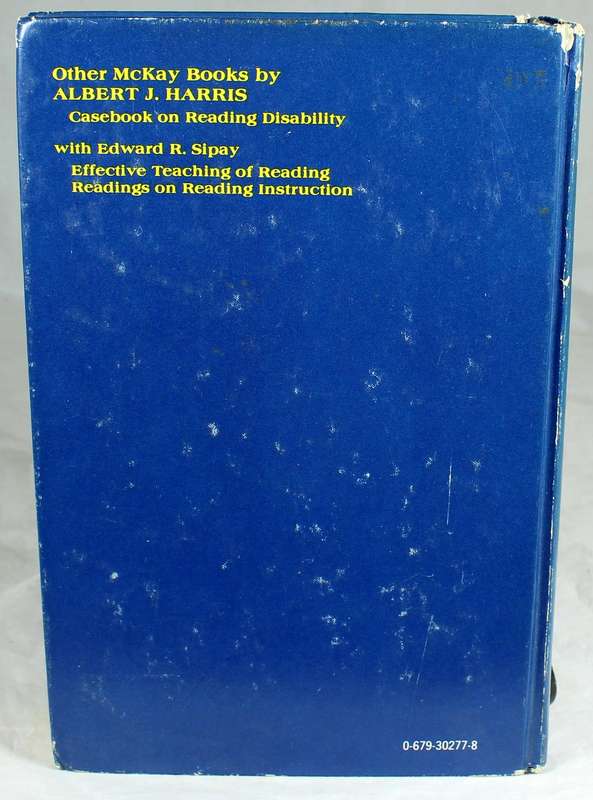 Other McKay Books by
ALBERT J. HARRIS
Casebook on Reading Disability
with Edward R. Sipay
Effective Teaching of Reading
Readings on Reading Instruction
0-679-30277-8